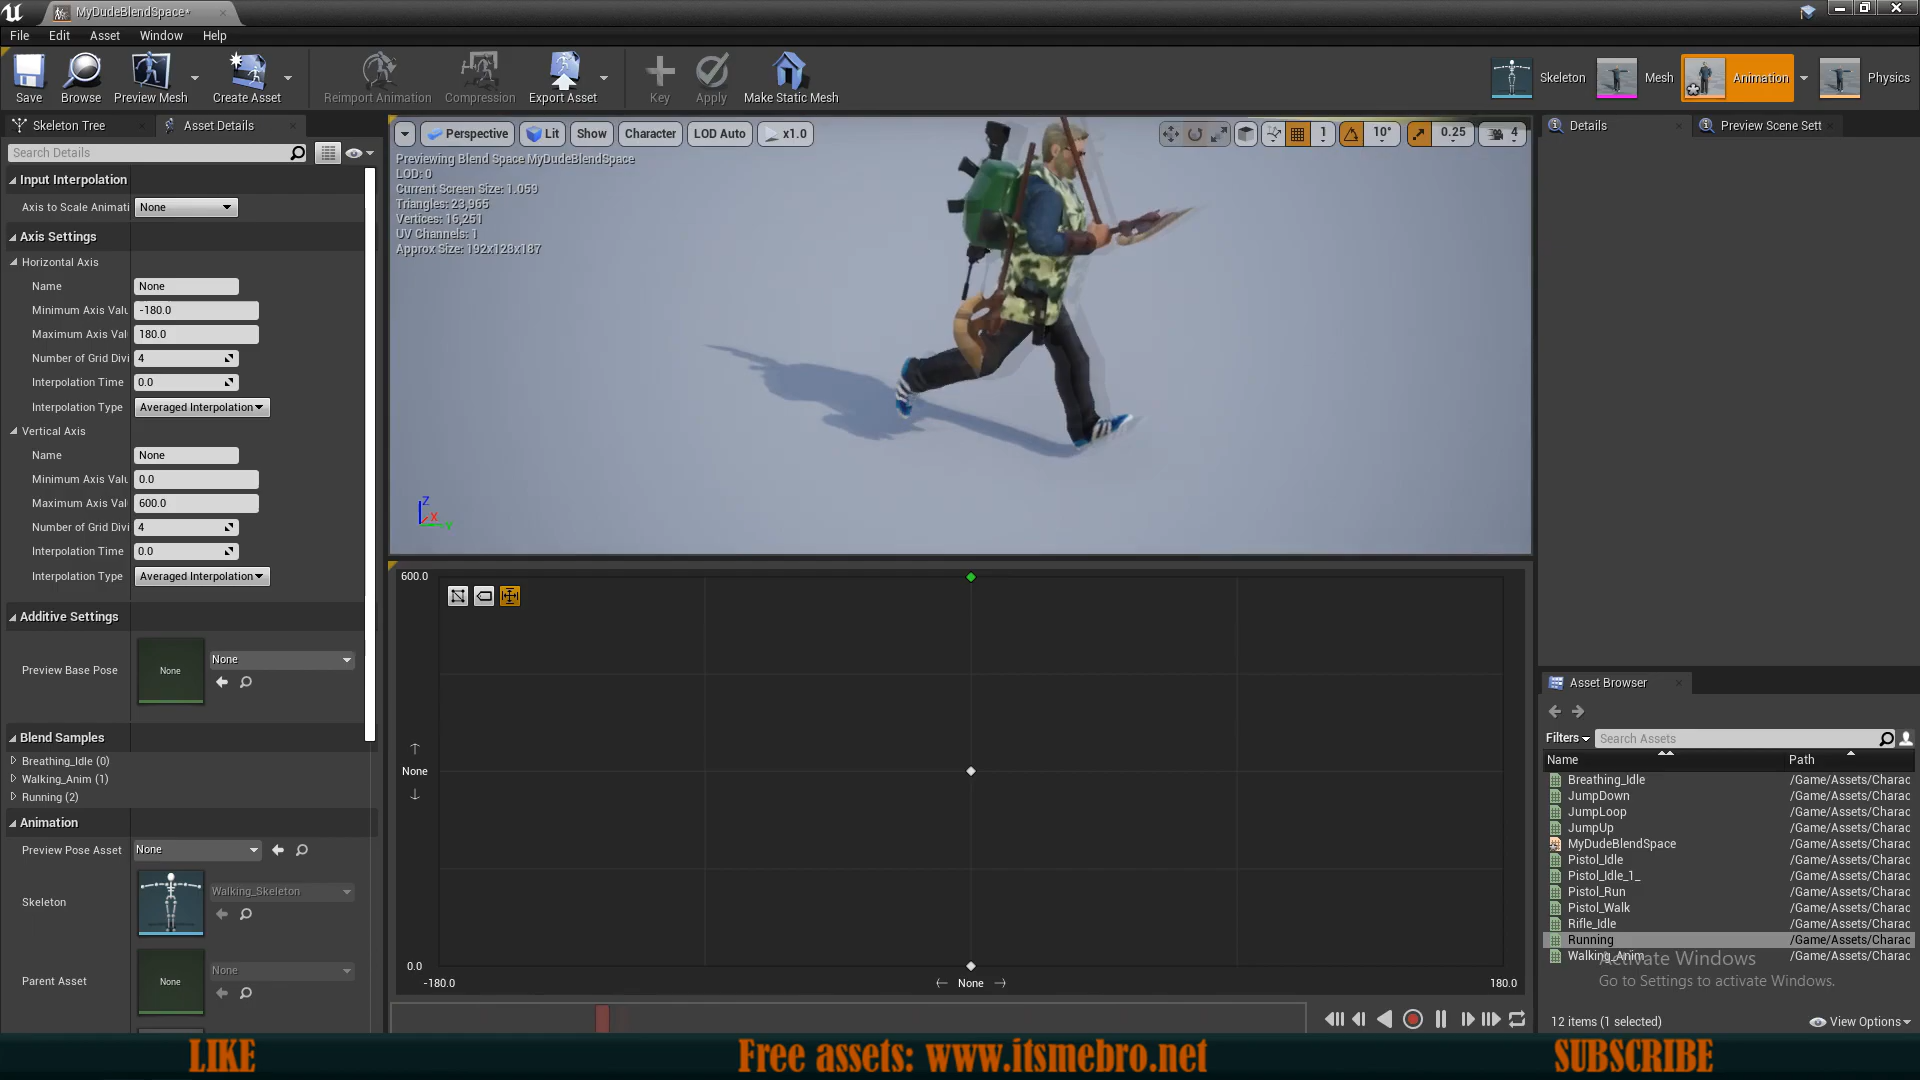 MyDudeBlendSpace*
File Edit Asset Window Help
Save Browse Preview Mesh Create Asset Reimport Animation Compression Export Asset Key Apply Make Static Mesh Skeleton Mesh Animation Physics
Skeleton Tree Asset Details
Search Details
Input Interpolation
Axis to Scale Animati None
Axis Settings
Horizontal Axis
Name None
Minimum Axis Valu -180.0
Maximum Axis Val 180.0
Number of Grid Divi 4
Interpolation Time 0.0
Interpolation Type Averaged Interpolation
Vertical Axis
Name None
Minimum Axis Valu 0.0
Maximum Axis Val 600.0
Number of Grid Divi 4
Interpolation Time 0.0
Interpolation Type Averaged Interpolation
Additive Settings
Preview Base Pose None None
Blend Samples
Breathing_Idle (0)
Walking_Anim (1)
Running (2)
Animation
Preview Pose Asset None
Skeleton Walking_Skeleton
Parent Asset None None
Perspective Lit Show Character LOD Auto x1.0 1 10° 0.25 4
Previewing Blend Space MyDudeBlendSpace
LOD: 0
Current Screen Size: 1.059
Triangles: 23,965
Vertices: 16,251
UV Channels: 1
Approx Size: 192x128x187
Z
X
Y
600.0
None
0.0
-180.0 None 180.0
Details Preview Scene Sett
Asset Browser
Filters Search Assets
Name Path
Breathing_Idle /Game/Assets/Charac
JumpDown /Game/Assets/Charac
JumpLoop /Game/Assets/Charac
JumpUp /Game/Assets/Charac
MyDudeBlendSpace /Game/Assets/Charac
Pistol_Idle /Game/Assets/Charac
Pistol_Idle_1_ /Game/Assets/Charac
Pistol_Run /Game/Assets/Charac
Pistol_Walk /Game/Assets/Charac
Rifle_Idle /Game/Assets/Charac
Running /Game/Assets/Charac
Walking_Anim /Game/Assets/Charac
Activate Windows
Go to Settings to activate Windows.
12 items (1 selected) View Options
LIKE Free assets: www.itsmebro.net SUBSCRIBE